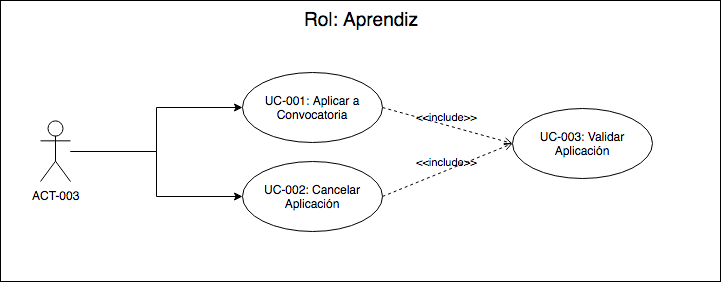 Rol: Aprendiz
UC-001: Aplicar a
Convocatoria
<<include>>
UC-003: Validar
Aplicación
<<include>>
UC-002: Cancelar
Aplicación
ACT-003